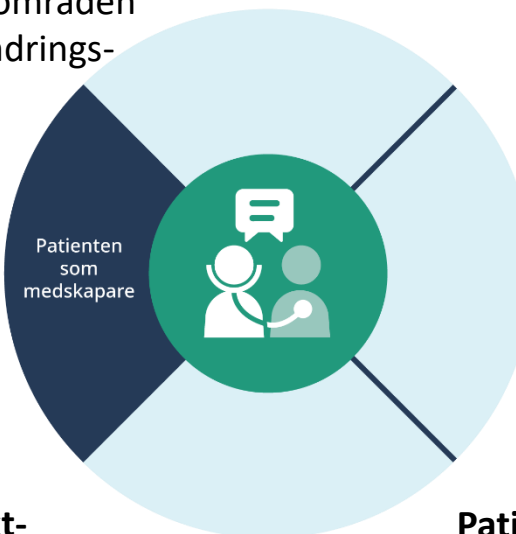 områden
ndrings-
Patienten
som
medskapare
t-
Pati